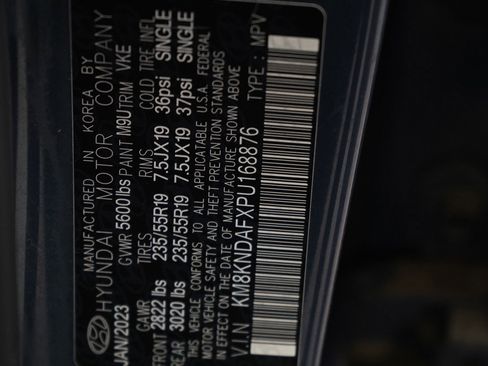 MANUFACTURED IN KOREA BY
HYUNDAI MOTOR COMPANY
JAN/2023 GVWR 5600 lbs PAINT M9U TRIM VKE
GAWR TIRES RIMS COLD TIRE INFL
FRONT 2822 lbs 235/55R19 7.5JX19 36psi SINGLE
REAR 3020 lbs 235/55R19 7.5JX19 37psi SINGLE
THIS VEHICLE CONFORMS TO ALL APPLICABLE U.S.A. FEDERAL
MOTOR VEHICLE SAFETY AND THEFT PREVENTION STANDARDS
IN EFFECT ON THE DATE OF MANUFACTURE SHOWN ABOVE
V.I.N : KM8KNDAFXPU168876 TYPE : MPV